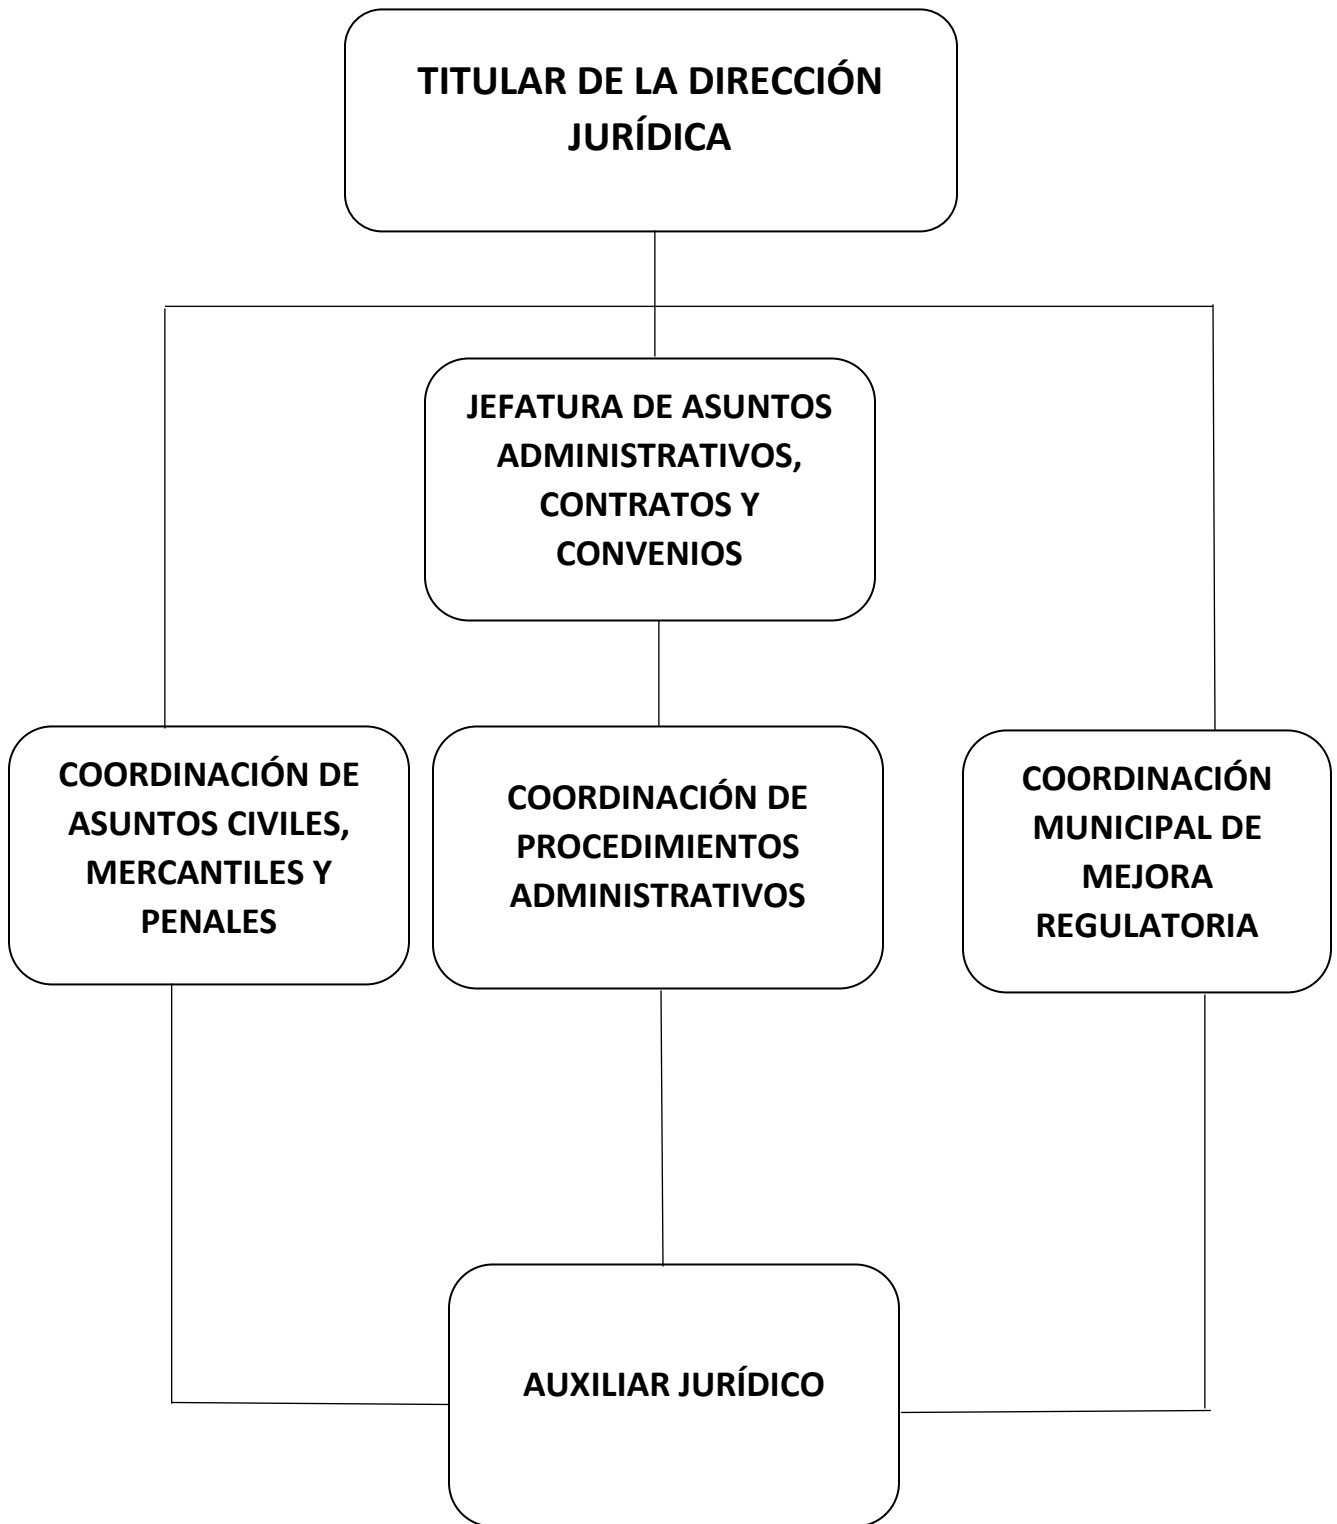 TITULAR DE LA DIRECCIÓN
JURÍDICA
JEFATURA DE ASUNTOS
ADMINISTRATIVOS,
CONTRATOS Y
CONVENIOS
COORDINACIÓN DE
ASUNTOS CIVILES,
MERCANTILES Y
PENALES
COORDINACIÓN DE
PROCEDIMIENTOS
ADMINISTRATIVOS
COORDINACIÓN
MUNICIPAL DE
MEJORA
REGULATORIA
AUXILIAR JURÍDICO